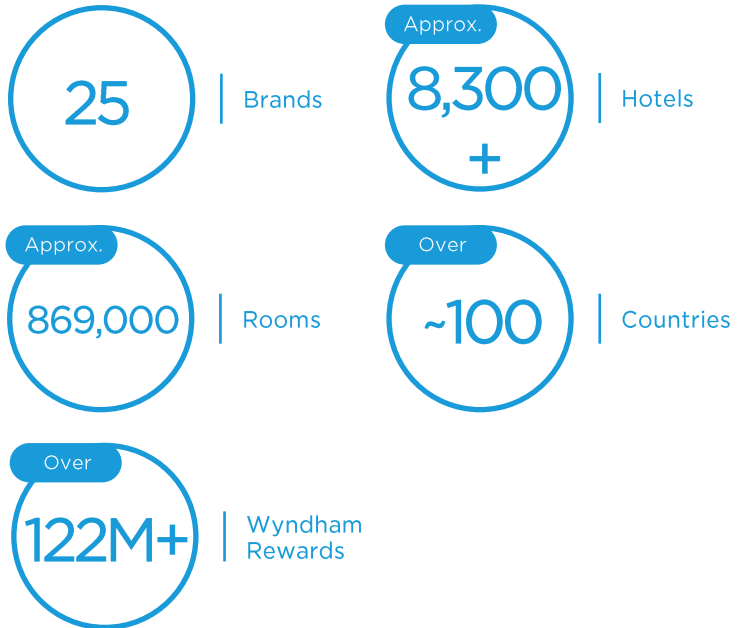 25
Brands
Approx.
8,300
+
Hotels
Approx.
869,000
Rooms
Over
~100
Countries
Over
122M+
Wyndham
Rewards